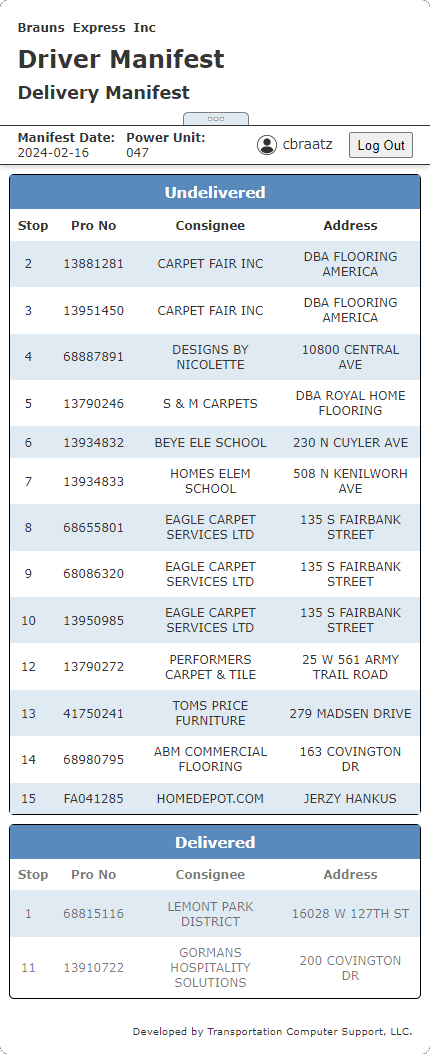 Brauns Express Inc
Driver Manifest
Delivery Manifest
Manifest Date: Power Unit:
2024-02-16 047 cbraatz Log Out
Undelivered
Stop Pro No Consignee Address
2 13881281 CARPET FAIR INC DBA FLOORING
AMERICA
3 13951450 CARPET FAIR INC DBA FLOORING
AMERICA
4 68887891 DESIGNS BY 10800 CENTRAL
NICOLETTE AVE
5 13790246 S & M CARPETS DBA ROYAL HOME
FLOORING
6 13934832 BEYE ELE SCHOOL 230 N CUYLER AVE
7 13934833 HOMES ELEM 508 N KENILWORH
SCHOOL AVE
8 68655801 EAGLE CARPET 135 S FAIRBANK
SERVICES LTD STREET
9 68086320 EAGLE CARPET 135 S FAIRBANK
SERVICES LTD STREET
10 13950985 EAGLE CARPET 135 S FAIRBANK
SERVICES LTD STREET
12 13790272 PERFORMERS 25 W 561 ARMY
CARPET & TILE TRAIL ROAD
13 41750241 TOMS PRICE 279 MADSEN DRIVE
FURNITURE
14 68980795 ABM COMMERCIAL 163 COVINGTON
FLOORING DR
15 FA041285 HOMEDEPOT.COM JERZY HANKUS
Delivered
Stop Pro No Consignee Address
1 68815116 LEMONT PARK 16028 W 127TH ST
DISTRICT
11 13910722 GORMANS 200 COVINGTON
HOSPITALITY DR
SOLUTIONS
Developed by Transportation Computer Support, LLC.